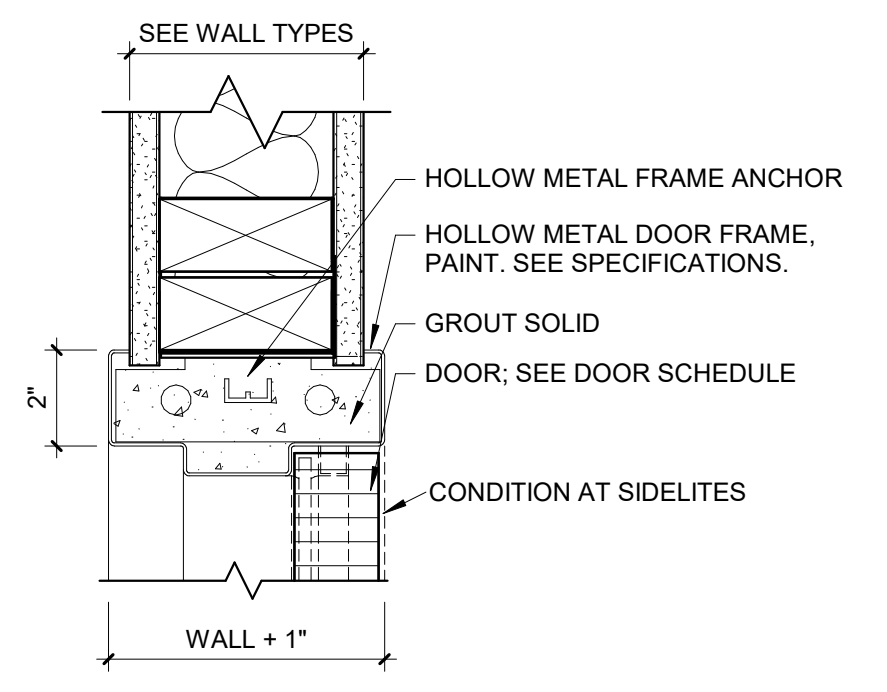 SEE WALL TYPES
HOLLOW METAL FRAME ANCHOR
HOLLOW METAL DOOR FRAME,
PAINT. SEE SPECIFICATIONS.
GROUT SOLID
DOOR; SEE DOOR SCHEDULE
2"
CONDITION AT SIDELITES
WALL + 1"